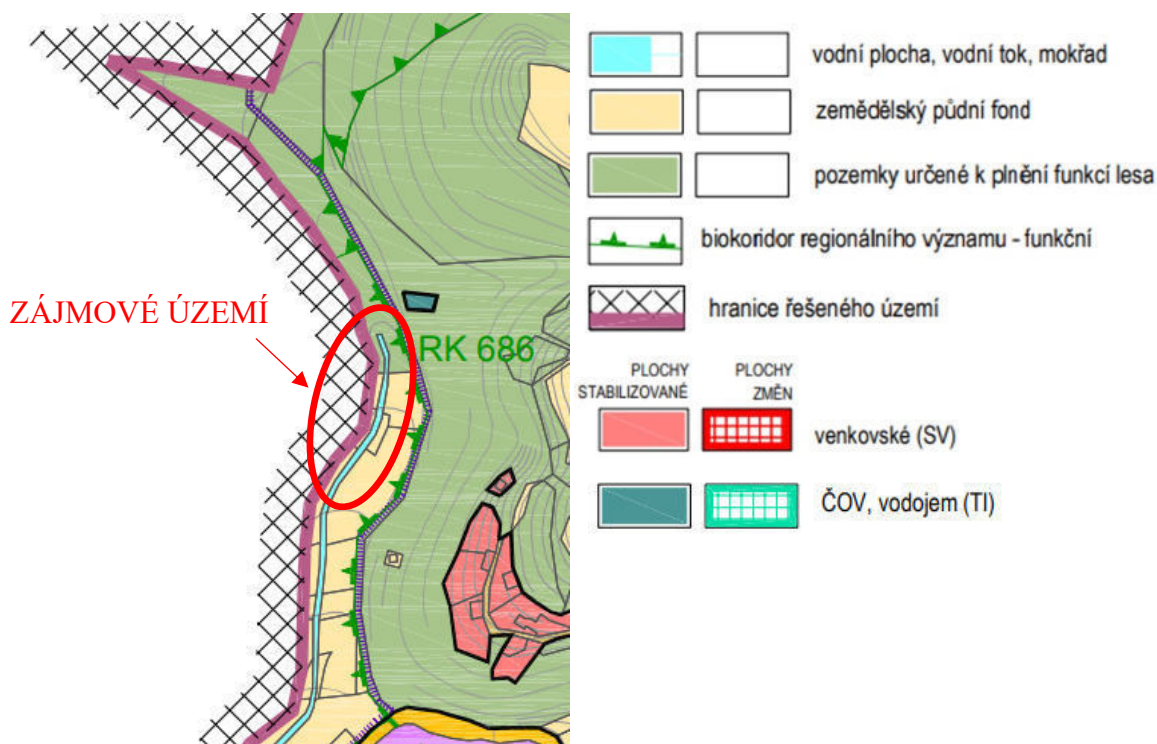 ZÁJMOVÉ ÚZEMÍ
RK 686
vodní plocha, vodní tok, mokřad
zemědělský půdní fond
pozemky určené k plnění funkcí lesa
biokoridor regionálního významu - funkční
hranice řešeného území
PLOCHY STABILIZOVANÉ
PLOCHY ZMĚN
venkovské (SV)
ČOV, vodojem (TI)